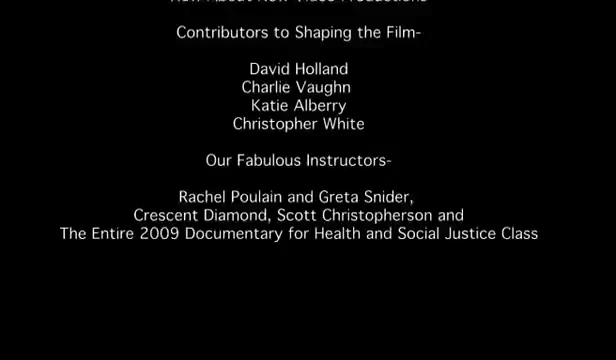 Contributors to Shaping the Film-
David Holland
Charlie Vaughn
Katie Alberry
Christopher White
Our Fabulous Instructors-
Rachel Poulain and Greta Snider,
Crescent Diamond, Scott Christopherson and
The Entire 2009 Documentary for Health and Social Justice Class